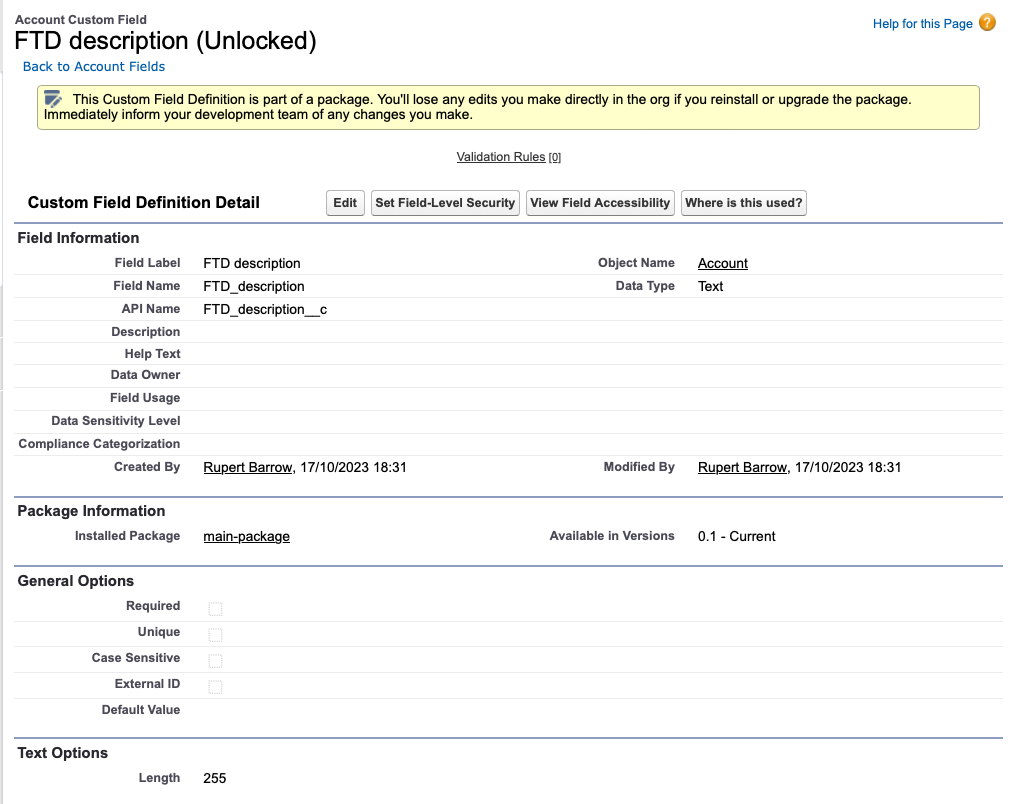 Account Custom Field
Help for this Page ?
FTD description (Unlocked)
Back to Account Fields
This Custom Field Definition is part of a package. You'll lose any edits you make directly in the org if you reinstall or upgrade the package.
Immediately inform your development team of any changes you make.
Validation Rules [0]
Custom Field Definition Detail Edit Set Field-Level Security View Field Accessibility Where is this used?
Field Information
Field Label FTD description Object Name Account
Field Name FTD_description Data Type Text
API Name FTD_description__c
Description
Help Text
Data Owner
Field Usage
Data Sensitivity Level
Compliance Categorization
Created By Rupert Barrow, 17/10/2023 18:31 Modified By Rupert Barrow, 17/10/2023 18:31
Package Information
Installed Package main-package Available in Versions 0.1 - Current
General Options
Required
Unique
Case Sensitive
External ID
Default Value
Text Options
Length 255